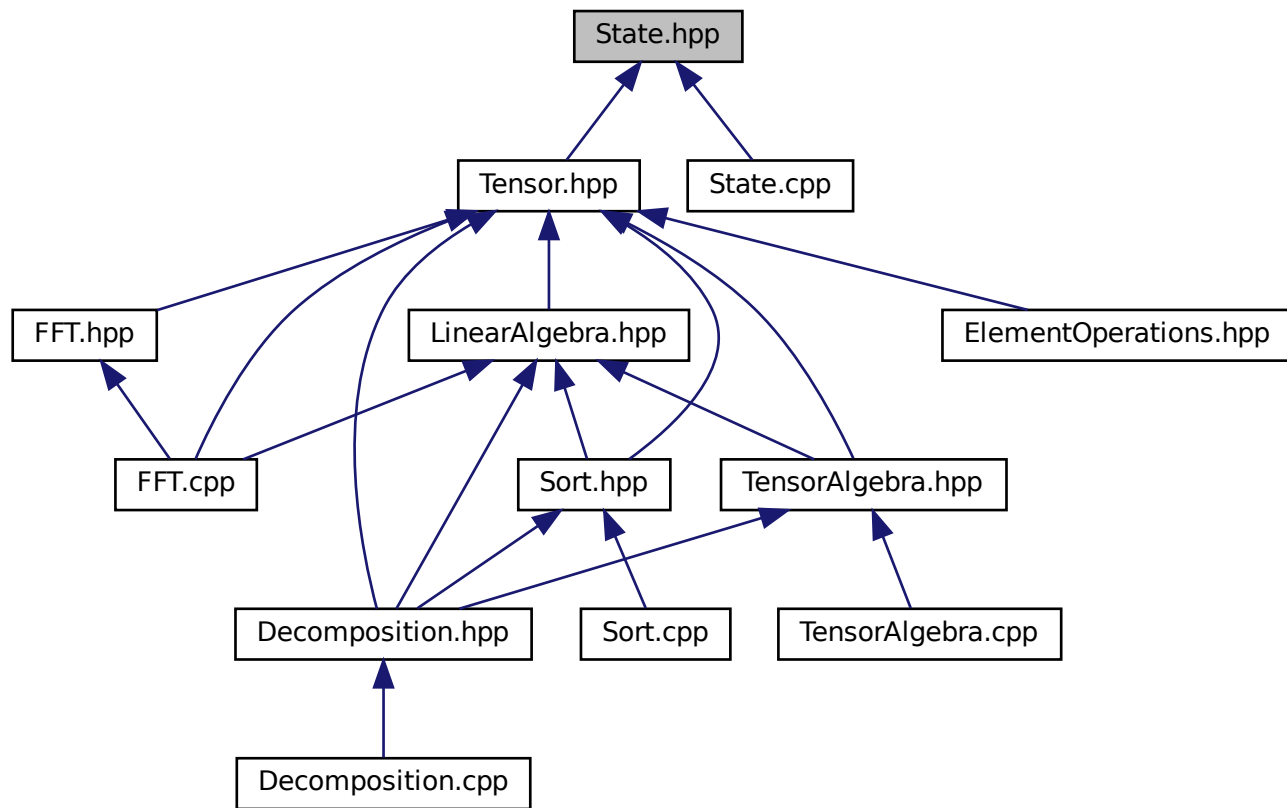 State.hpp
Tensor.hpp
State.cpp
FFT.hpp
LinearAlgebra.hpp
ElementOperations.hpp
FFT.cpp
Sort.hpp
TensorAlgebra.hpp
Decomposition.hpp
Sort.cpp
TensorAlgebra.cpp
Decomposition.cpp